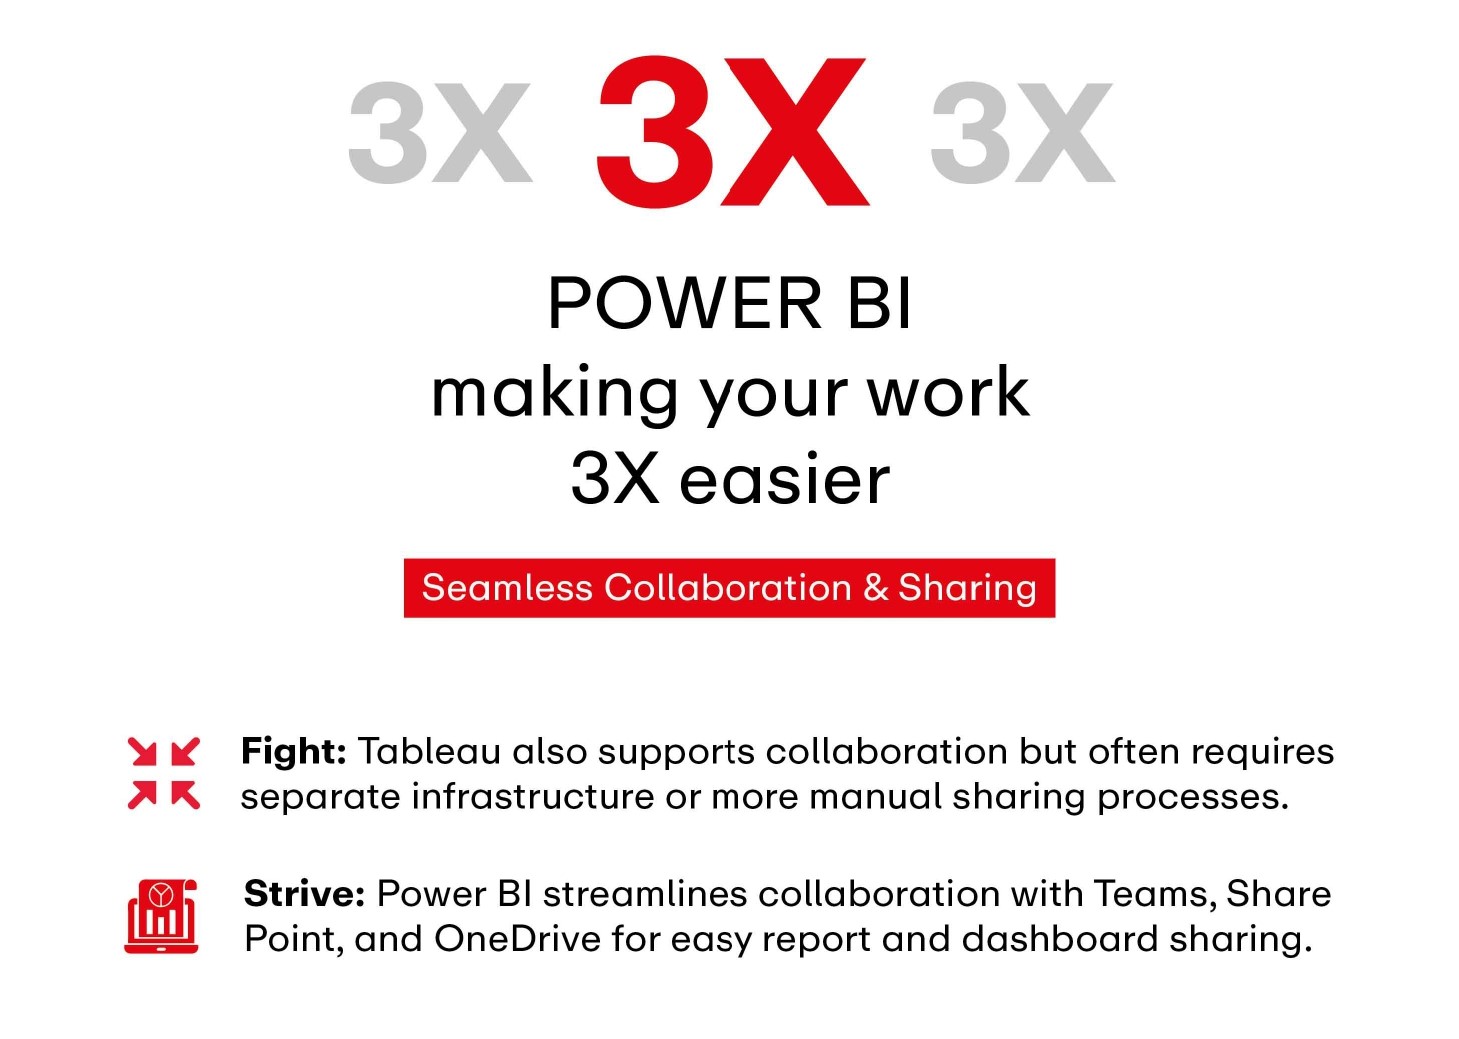 3X 3X 3X
POWER BI
making your work
3X easier
Seamless Collaboration & Sharing
Fight: Tableau also supports collaboration but often requires
separate infrastructure or more manual sharing processes.
Strive: Power BI streamlines collaboration with Teams, Share
Point, and OneDrive for easy report and dashboard sharing.